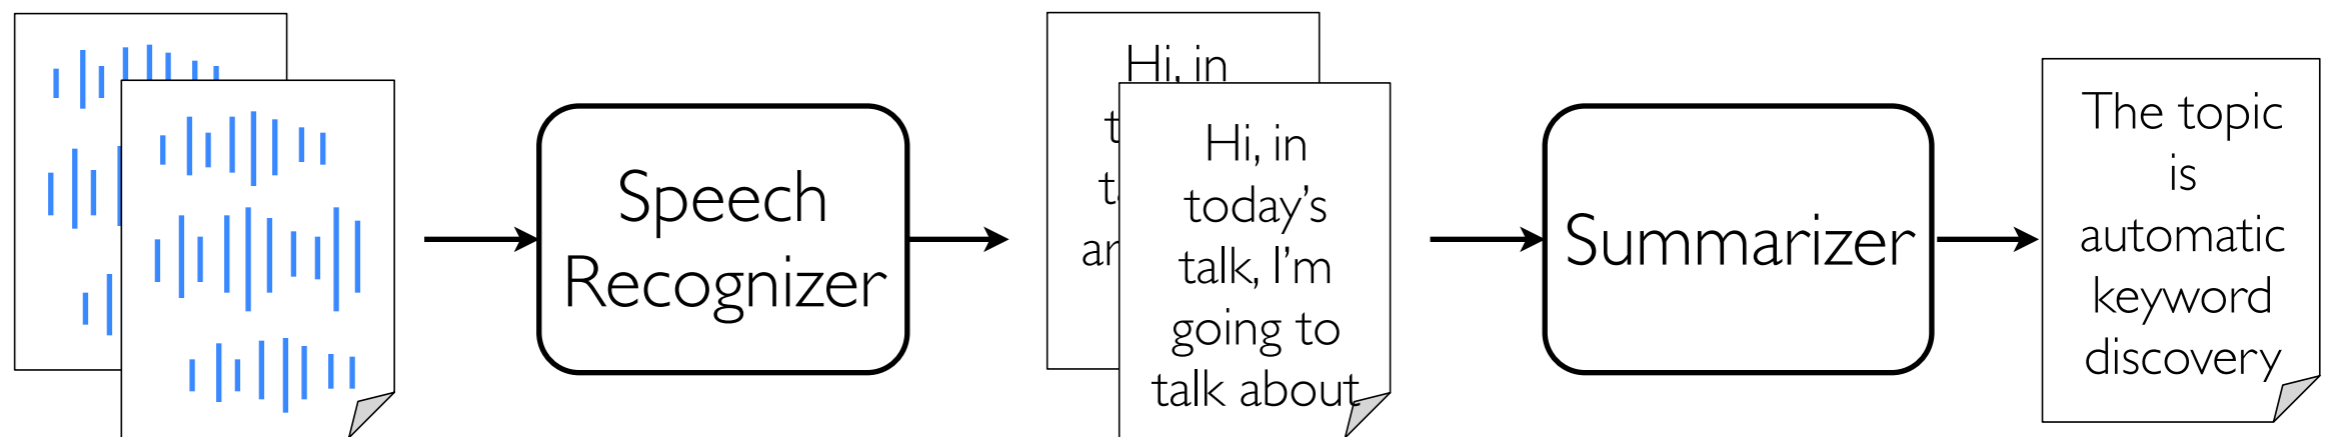 Speech
Recognizer
Hi, in
Hi, in
today's
talk, I'm
going to
talk about
Summarizer
The topic
is
automatic
keyword
discovery